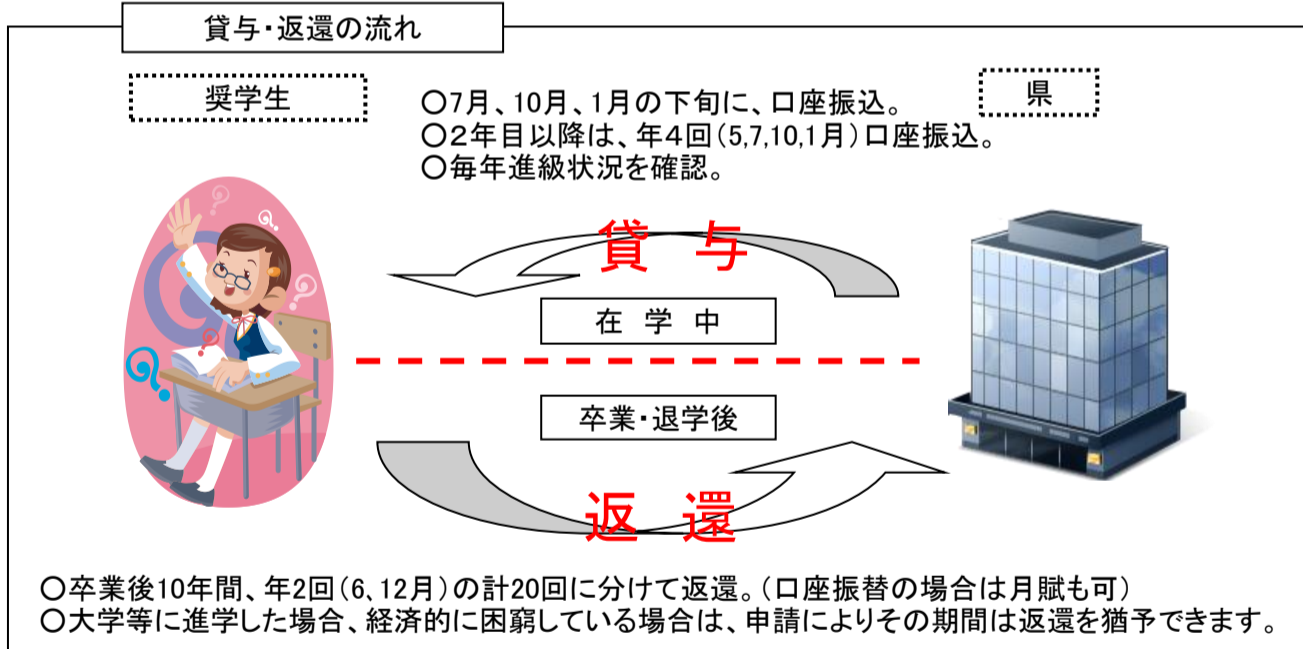 貸与・返還の流れ
奨学生
県
○7月、10月、1月の下旬に、口座振込。
○2年目以降は、年4回(5,7,10,1月)口座振込。
○毎年進級状況を確認。
貸 与
在 学 中
卒業・退学後
返 還
○卒業後10年間、年2回(6、12月)の計20回に分けて返還。(口座振替の場合は月賦も可)
○大学等に進学した場合、経済的に困窮している場合は、申請によりその期間は返還を猶予できます。